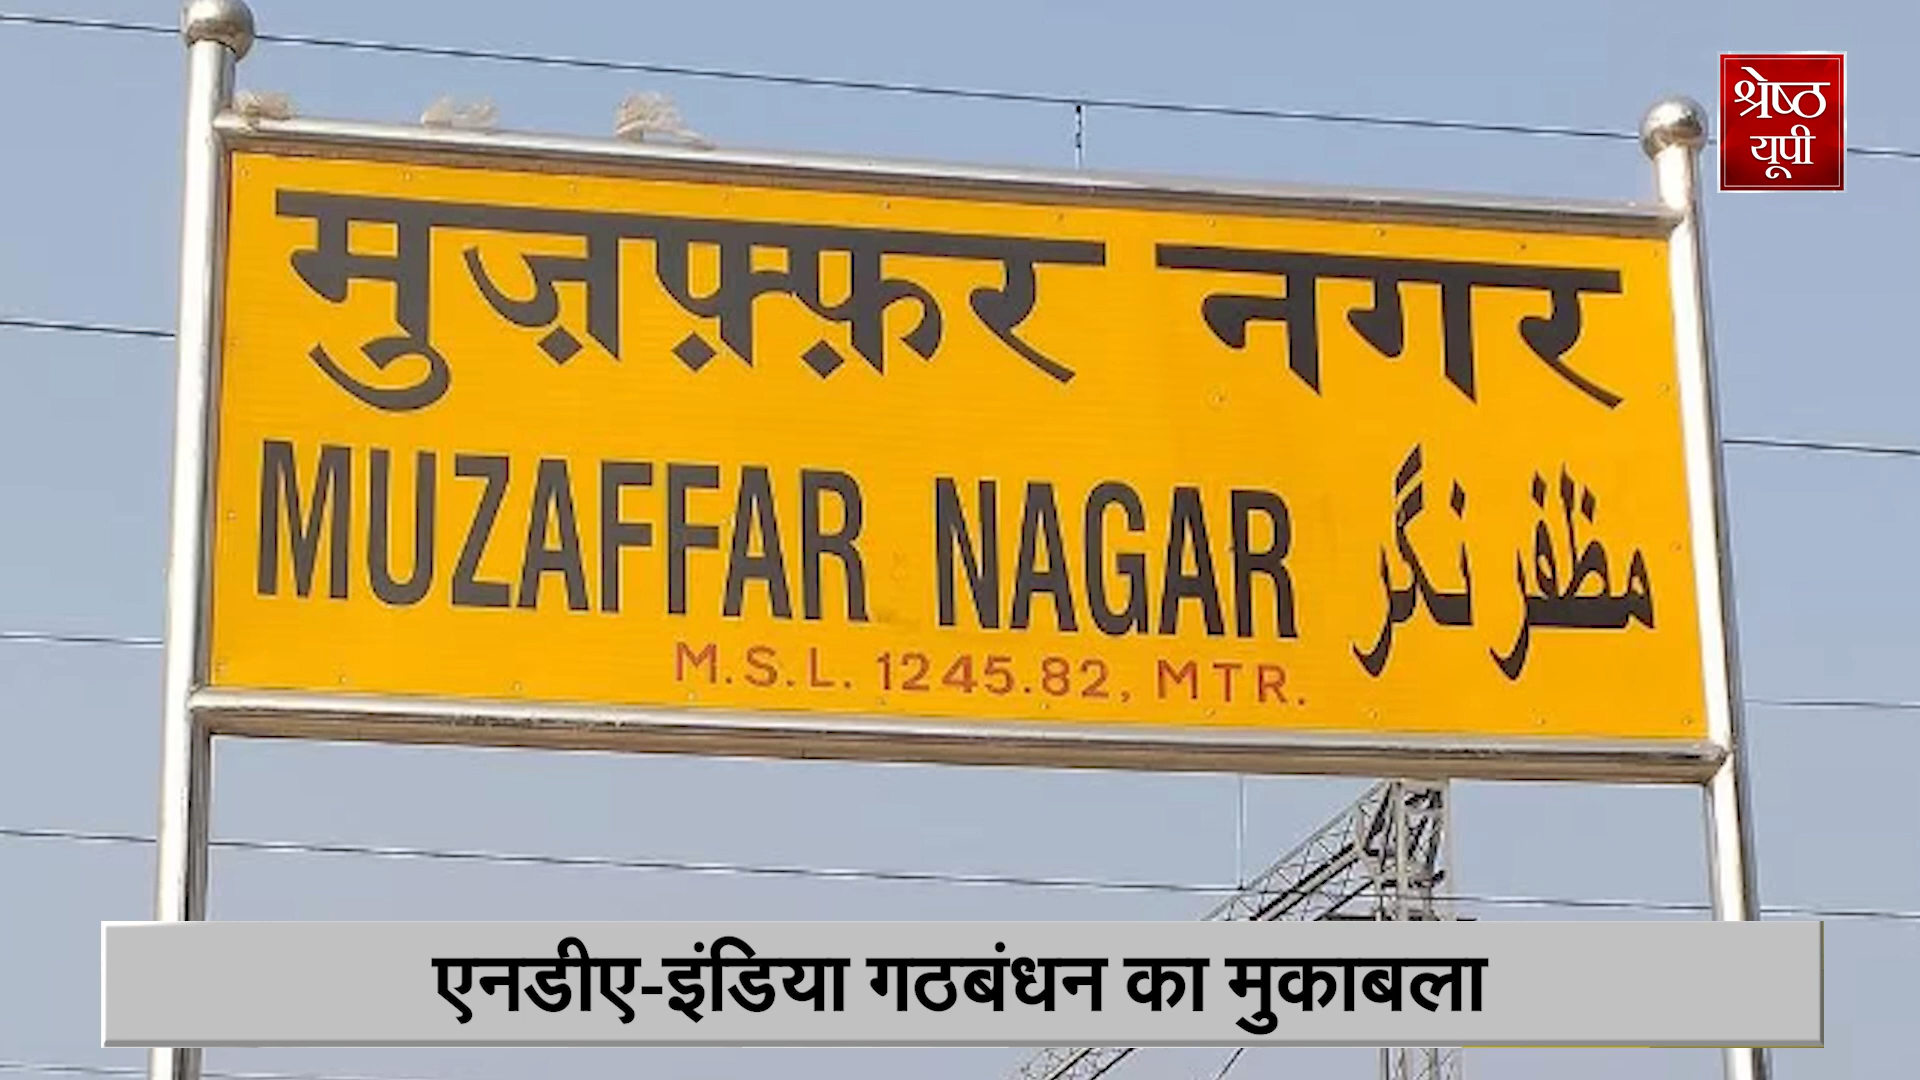 श्रेष्ठ
यूपी
मुज़फ़्फ़र नगर
MUZAFFAR NAGAR مظفر نگر
M.S.L. 1245.82, MTR.
एनडीए-इंडिया गठबंधन का मुकाबला